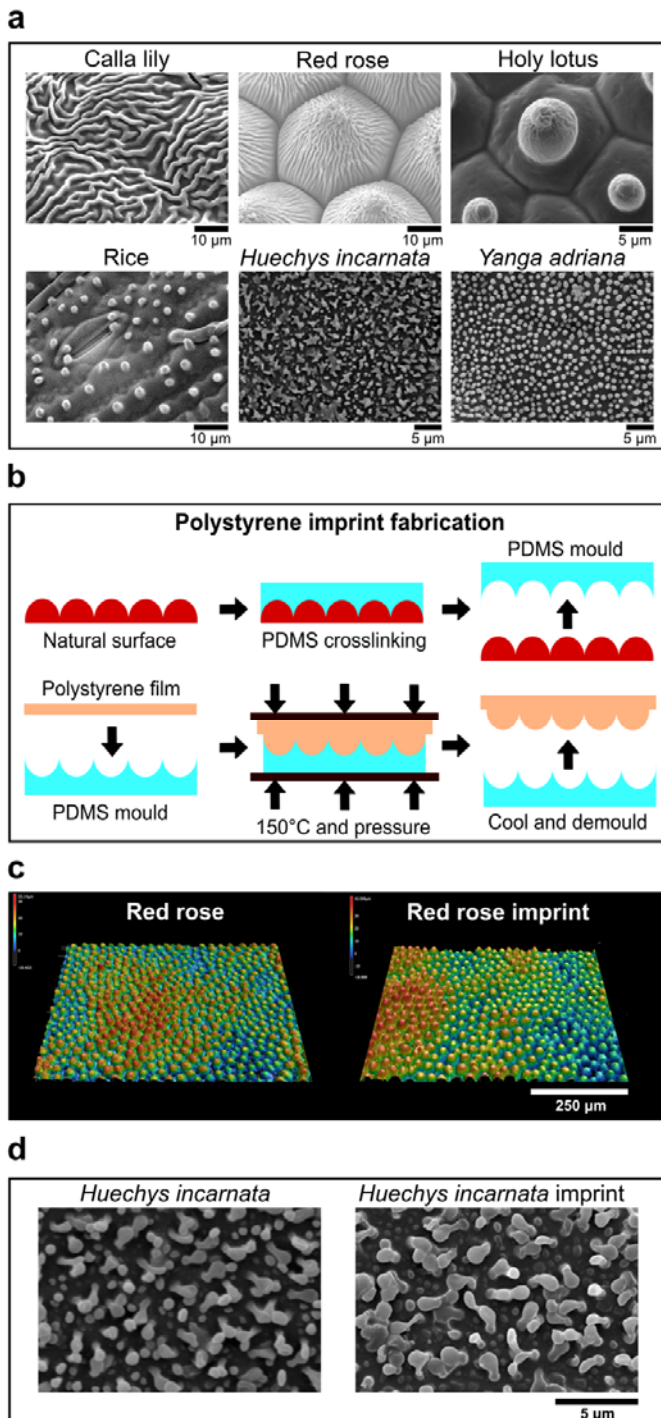 a
Calla lily Red rose Holy lotus
10 µm 10 µm 5 µm
Rice Huechys incarnata Yanga adriana
10 µm 5 µm 5 µm
b
Polystyrene imprint fabrication
PDMS mould
Natural surface PDMS crosslinking
Polystyrene film
PDMS mould 150°C and pressure Cool and demould
c
Red rose Red rose imprint
250 µm
d
Huechys incarnata Huechys incarnata imprint
5 µm